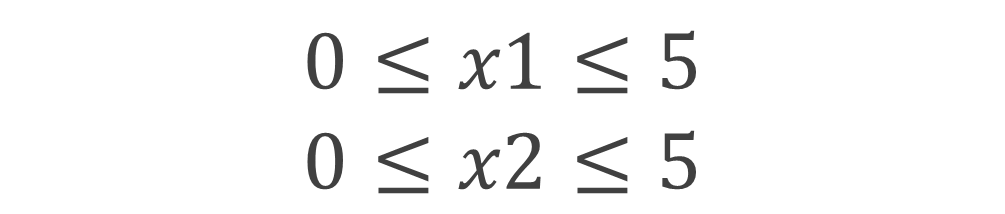 0 ≤ x1 ≤ 5
0 ≤ x2 ≤ 5